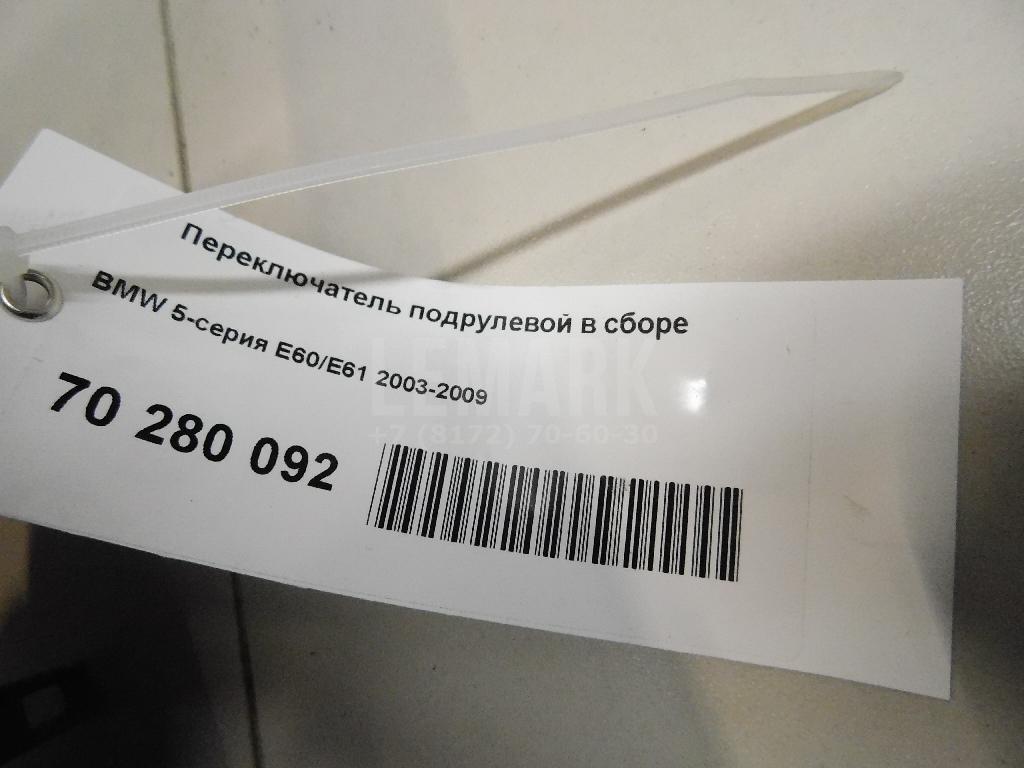 Переключатель подрулевой в сборе
BMW 5-серия E60/E61 2003-2009
70 280 092
LEMARK
+7 (8172) 70-60-30